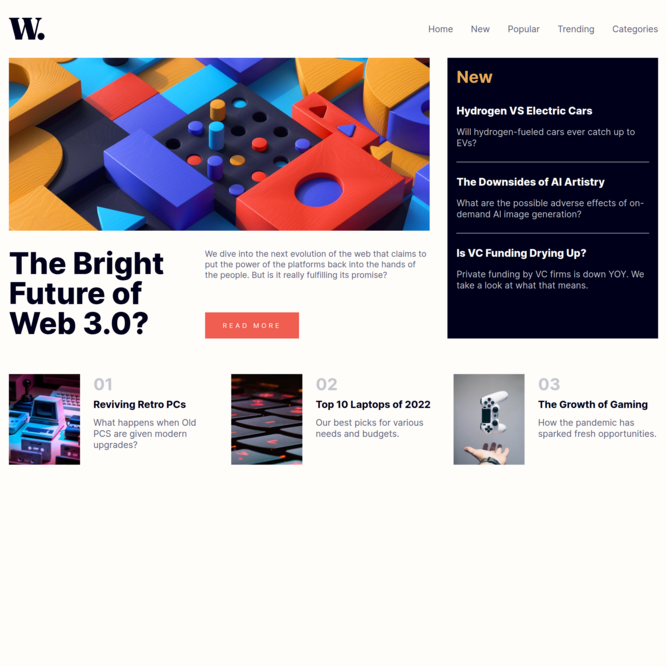 W.
Home New Popular Trending Categories
New
Hydrogen VS Electric Cars
Will hydrogen-fueled cars ever catch up to
EVs?
The Downsides of AI Artistry
What are the possible adverse effects of on-
demand AI image generation?
Is VC Funding Drying Up?
Private funding by VC firms is down YOY. We
take a look at what that means.
The Bright
Future of
Web 3.0?
We dive into the next evolution of the web that claims to
put the power of the platforms back into the hands of
the people. But is it really fulfilling its promise?
READ MORE
01
Reviving Retro PCs
What happens when Old
PCS are given modern
upgrades?
02
Top 10 Laptops of 2022
Our best picks for various
needs and budgets.
03
The Growth of Gaming
How the pandemic has
sparked fresh opportunities.